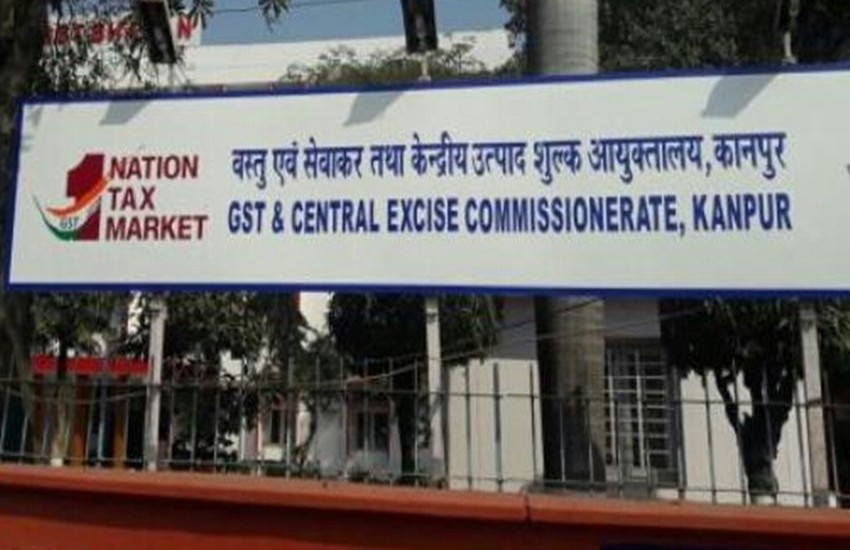 1 NATION
TAX
MARKET
GST
वस्तु एवं सेवाकर तथा केन्द्रीय उत्पाद शुल्क आयुक्तालय, कानपुर
GST & CENTRAL EXCISE COMMISSIONERATE, KANPUR